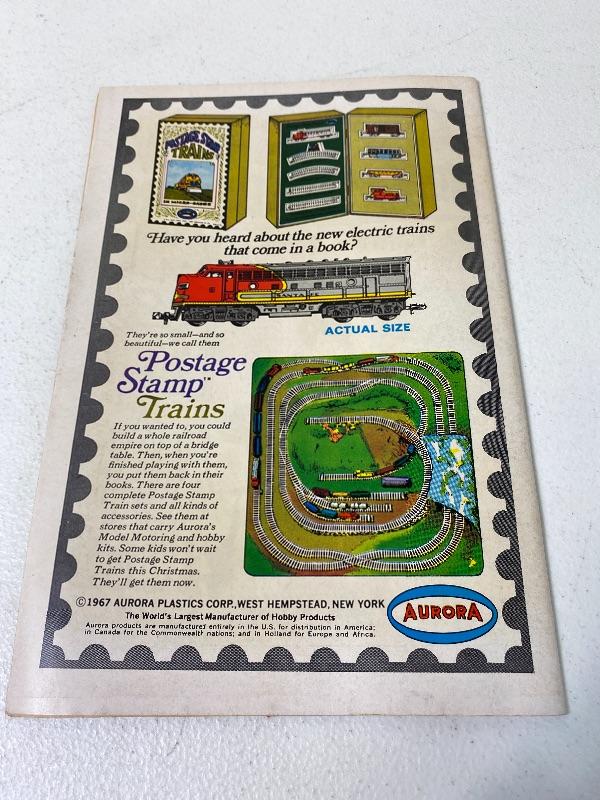 POSTAGE STAMP
TRAINS
Have you heard about the new electric trains
that come in a book?
SANTA FE
ACTUAL SIZE
They're so small—and so
beautiful—we call them
Postage
Stamp™
Trains
If you wanted to, you could
build a whole railroad
empire on top of a bridge
table. Then, when you're
finished playing with them,
you put them back in their
books. There are four
complete Postage Stamp
Train sets and all kinds of
accessories. See them at
stores that carry Aurora's
Model Motoring and hobby
kits. Some kids won't wait
to get Postage Stamp
Trains this Christmas.
They'll get them now.
©1967 AURORA PLASTICS CORP., WEST HEMPSTEAD, NEW YORK
The World's Largest Manufacturer of Hobby Products
Aurora products are manufactured entirely in the U.S. for distribution in America;
in Canada for the Commonwealth nations; and in Holland for Europe and Africa.
AURORA